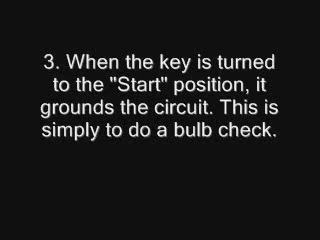 3. When the key is turned
to the "Start" position, it
grounds the circuit. This is
simply to do a bulb check.